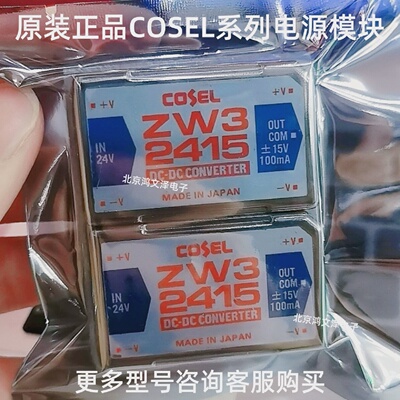 原装正品COSEL系列电源模块
COSEL
+V
+V
ZW3
2415
IN
24V
OUT
COM
±15V
100mA
DC-DC CONVERTER
-V
-V
MADE IN JAPAN
北京鸿文泽电子
COSEL
+V
+V
ZW3
2415
IN
24V
OUT
COM
±15V
100mA
DC-DC CONVERTER
-V
-V
MADE IN JAPAN
北京鸿文泽电子
更多型号咨询客服购买